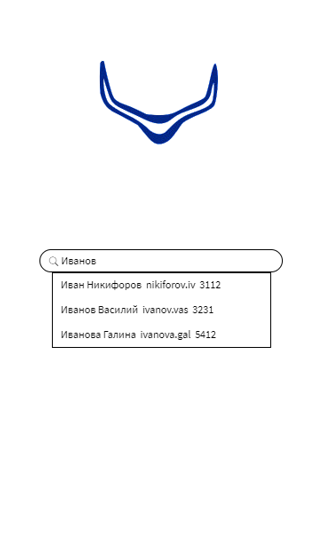 Иванов
Иван Никифоров nikiforov.iv 3112
Иванов Василий ivanov.vas 3231
Иванова Галина ivanova.gal 5412